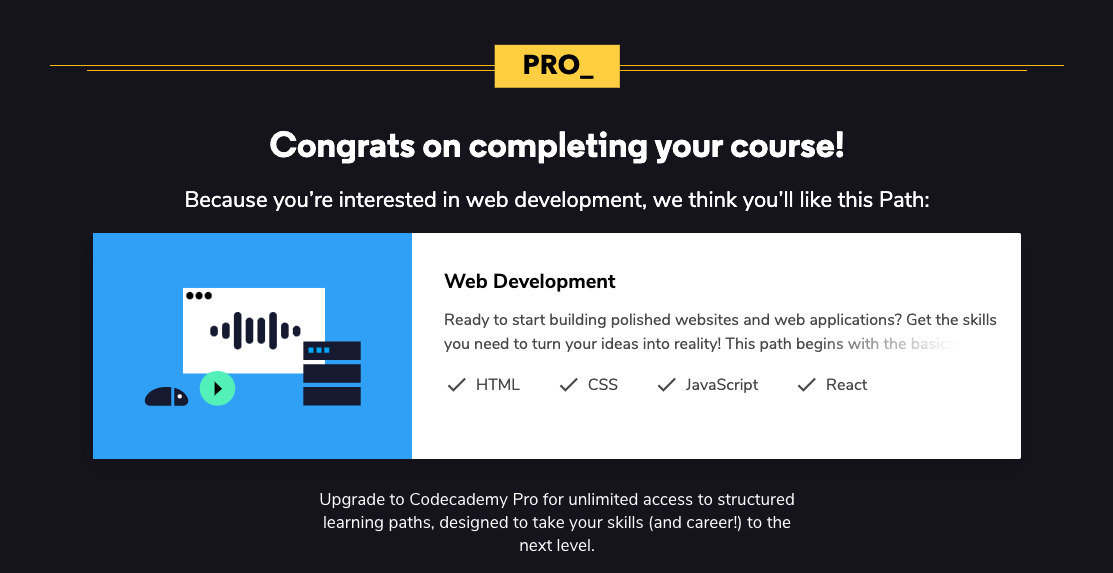 PRO_
Congrats on completing your course!
Because you’re interested in web development, we think you’ll like this Path:
Web Development
Ready to start building polished websites and web applications? Get the skills
you need to turn your ideas into reality! This path begins with the basics
HTML
CSS
JavaScript
React
Upgrade to Codecademy Pro for unlimited access to structured
learning paths, designed to take your skills (and career!) to the
next level.